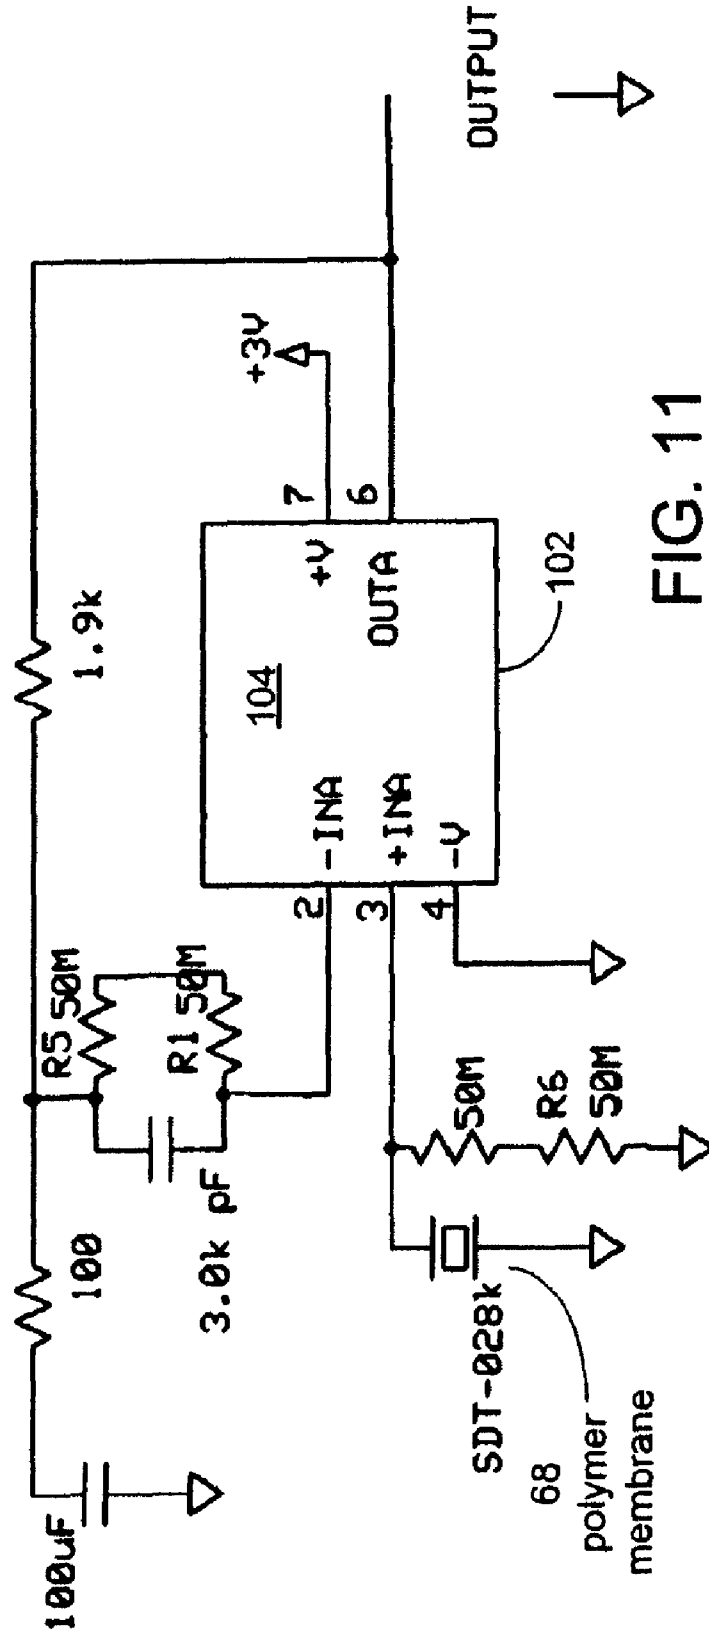 100uF
100
1.9k
R5 50M
R1 50M
3.0k pF
104
-INA
+INA
-V
+V
OUTA
2
3
4
7
6
+3V
OUTPUT
102
50M
R6
50M
SDT-028k
68
polymer
membrane
FIG. 11